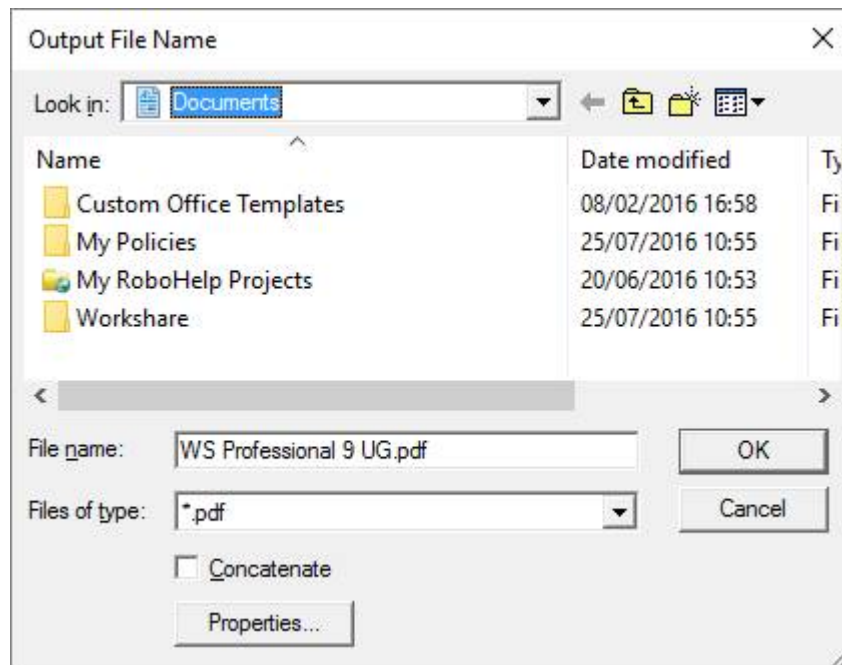 Output File Name
Look in: Documents
Name Date modified Ty
Custom Office Templates 08/02/2016 16:58 Fi
My Policies 25/07/2016 10:55 Fi
My RoboHelp Projects 20/06/2016 10:53 Fi
Workshare 25/07/2016 10:55 Fi
File name: WS Professional 9 UG.pdf OK
Files of type: *.pdf Cancel
Concatenate
Properties...